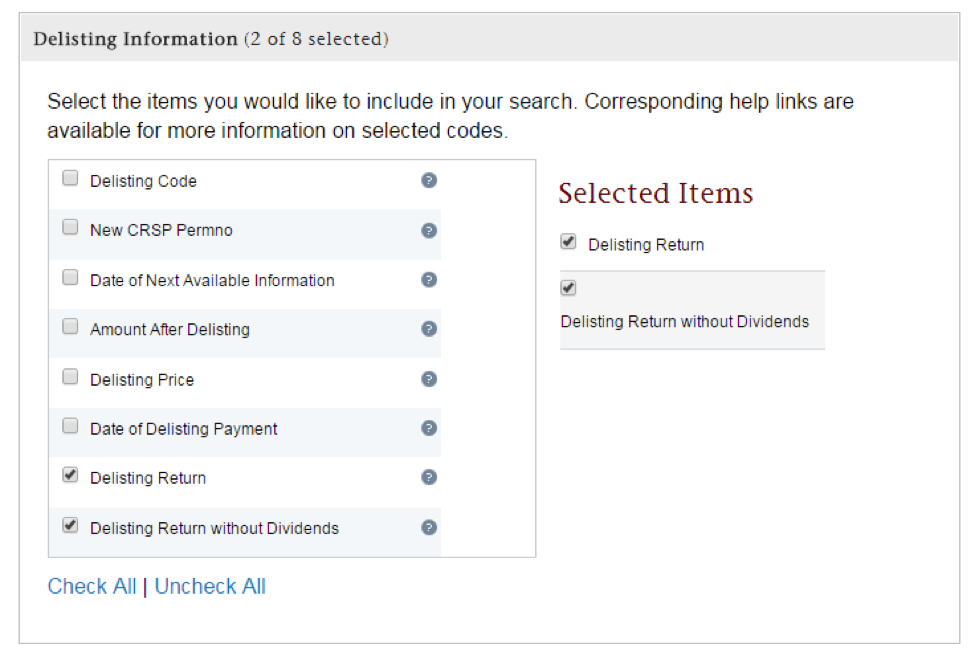 Delisting Information (2 of 8 selected)
Select the items you would like to include in your search. Corresponding help links are
available for more information on selected codes.
Delisting Code ?
New CRSP Permno ?
Date of Next Available Information ?
Amount After Delisting ?
Delisting Price ?
Date of Delisting Payment ?
Delisting Return ?
Delisting Return without Dividends ?
Check All | Uncheck All
Selected Items
Delisting Return
Delisting Return without Dividends